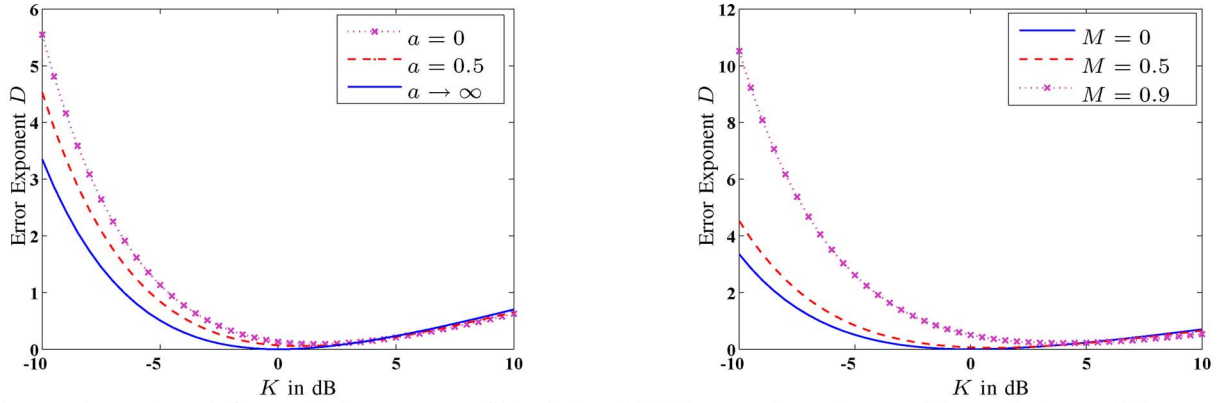 6
5
4
3
2
1
0
-10
-5
0
5
10
Error Exponent D
K in dB
a = 0
a = 0.5
a → ∞
12
10
8
6
4
2
0
-10
-5
0
5
10
Error Exponent D
K in dB
M = 0
M = 0.5
M = 0.9